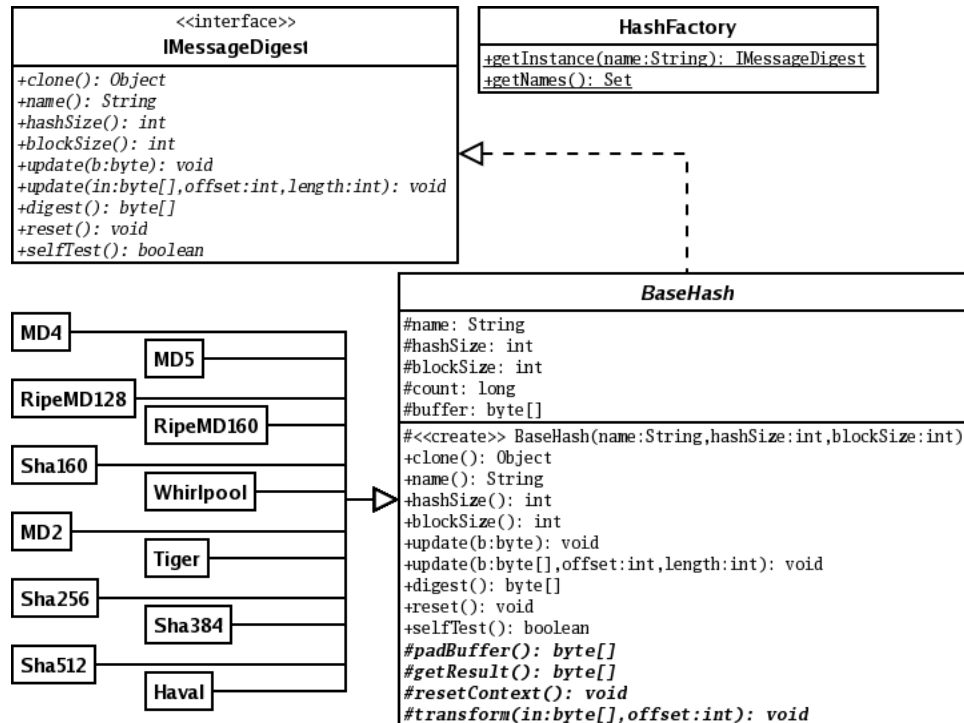 <<interface>>
IMessageDigest
+clone(): Object
+name(): String
+hashSize(): int
+blockSize(): int
+update(b:byte): void
+update(in:byte[],offset:int,length:int): void
+digest(): byte[]
+reset(): void
+selfTest(): boolean
HashFactory
+getInstance(name:String): IMessageDigest
+getNames(): Set
BaseHash
#name: String
#hashSize: int
#blockSize: int
#count: long
#buffer: byte[]
#<<create>> BaseHash(name:String,hashSize:int,blockSize:int)
+clone(): Object
+name(): String
+hashSize(): int
+blockSize(): int
+update(b:byte): void
+update(b:byte[],offset:int,length:int): void
+digest(): byte[]
+reset(): void
+selfTest(): boolean
#padBuffer(): byte[]
#getResult(): byte[]
#resetContext(): void
#transform(in:byte[],offset:int): void
MD4
MD5
RipeMD128
RipeMD160
Sha160
Whirlpool
MD2
Tiger
Sha256
Sha384
Sha512
Haval